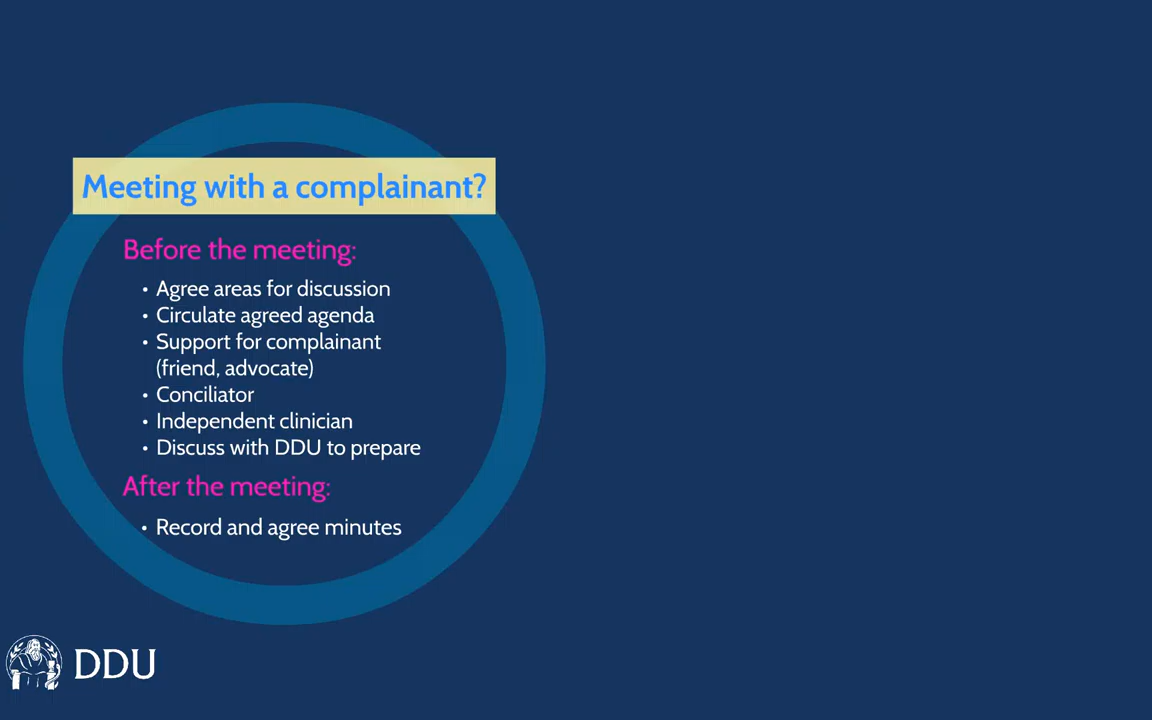 Meeting with a complainant?
Before the meeting:
• Agree areas for discussion
• Circulate agreed agenda
• Support for complainant
(friend, advocate)
• Conciliator
• Independent clinician
• Discuss with DDU to prepare
After the meeting:
• Record and agree minutes
DDU